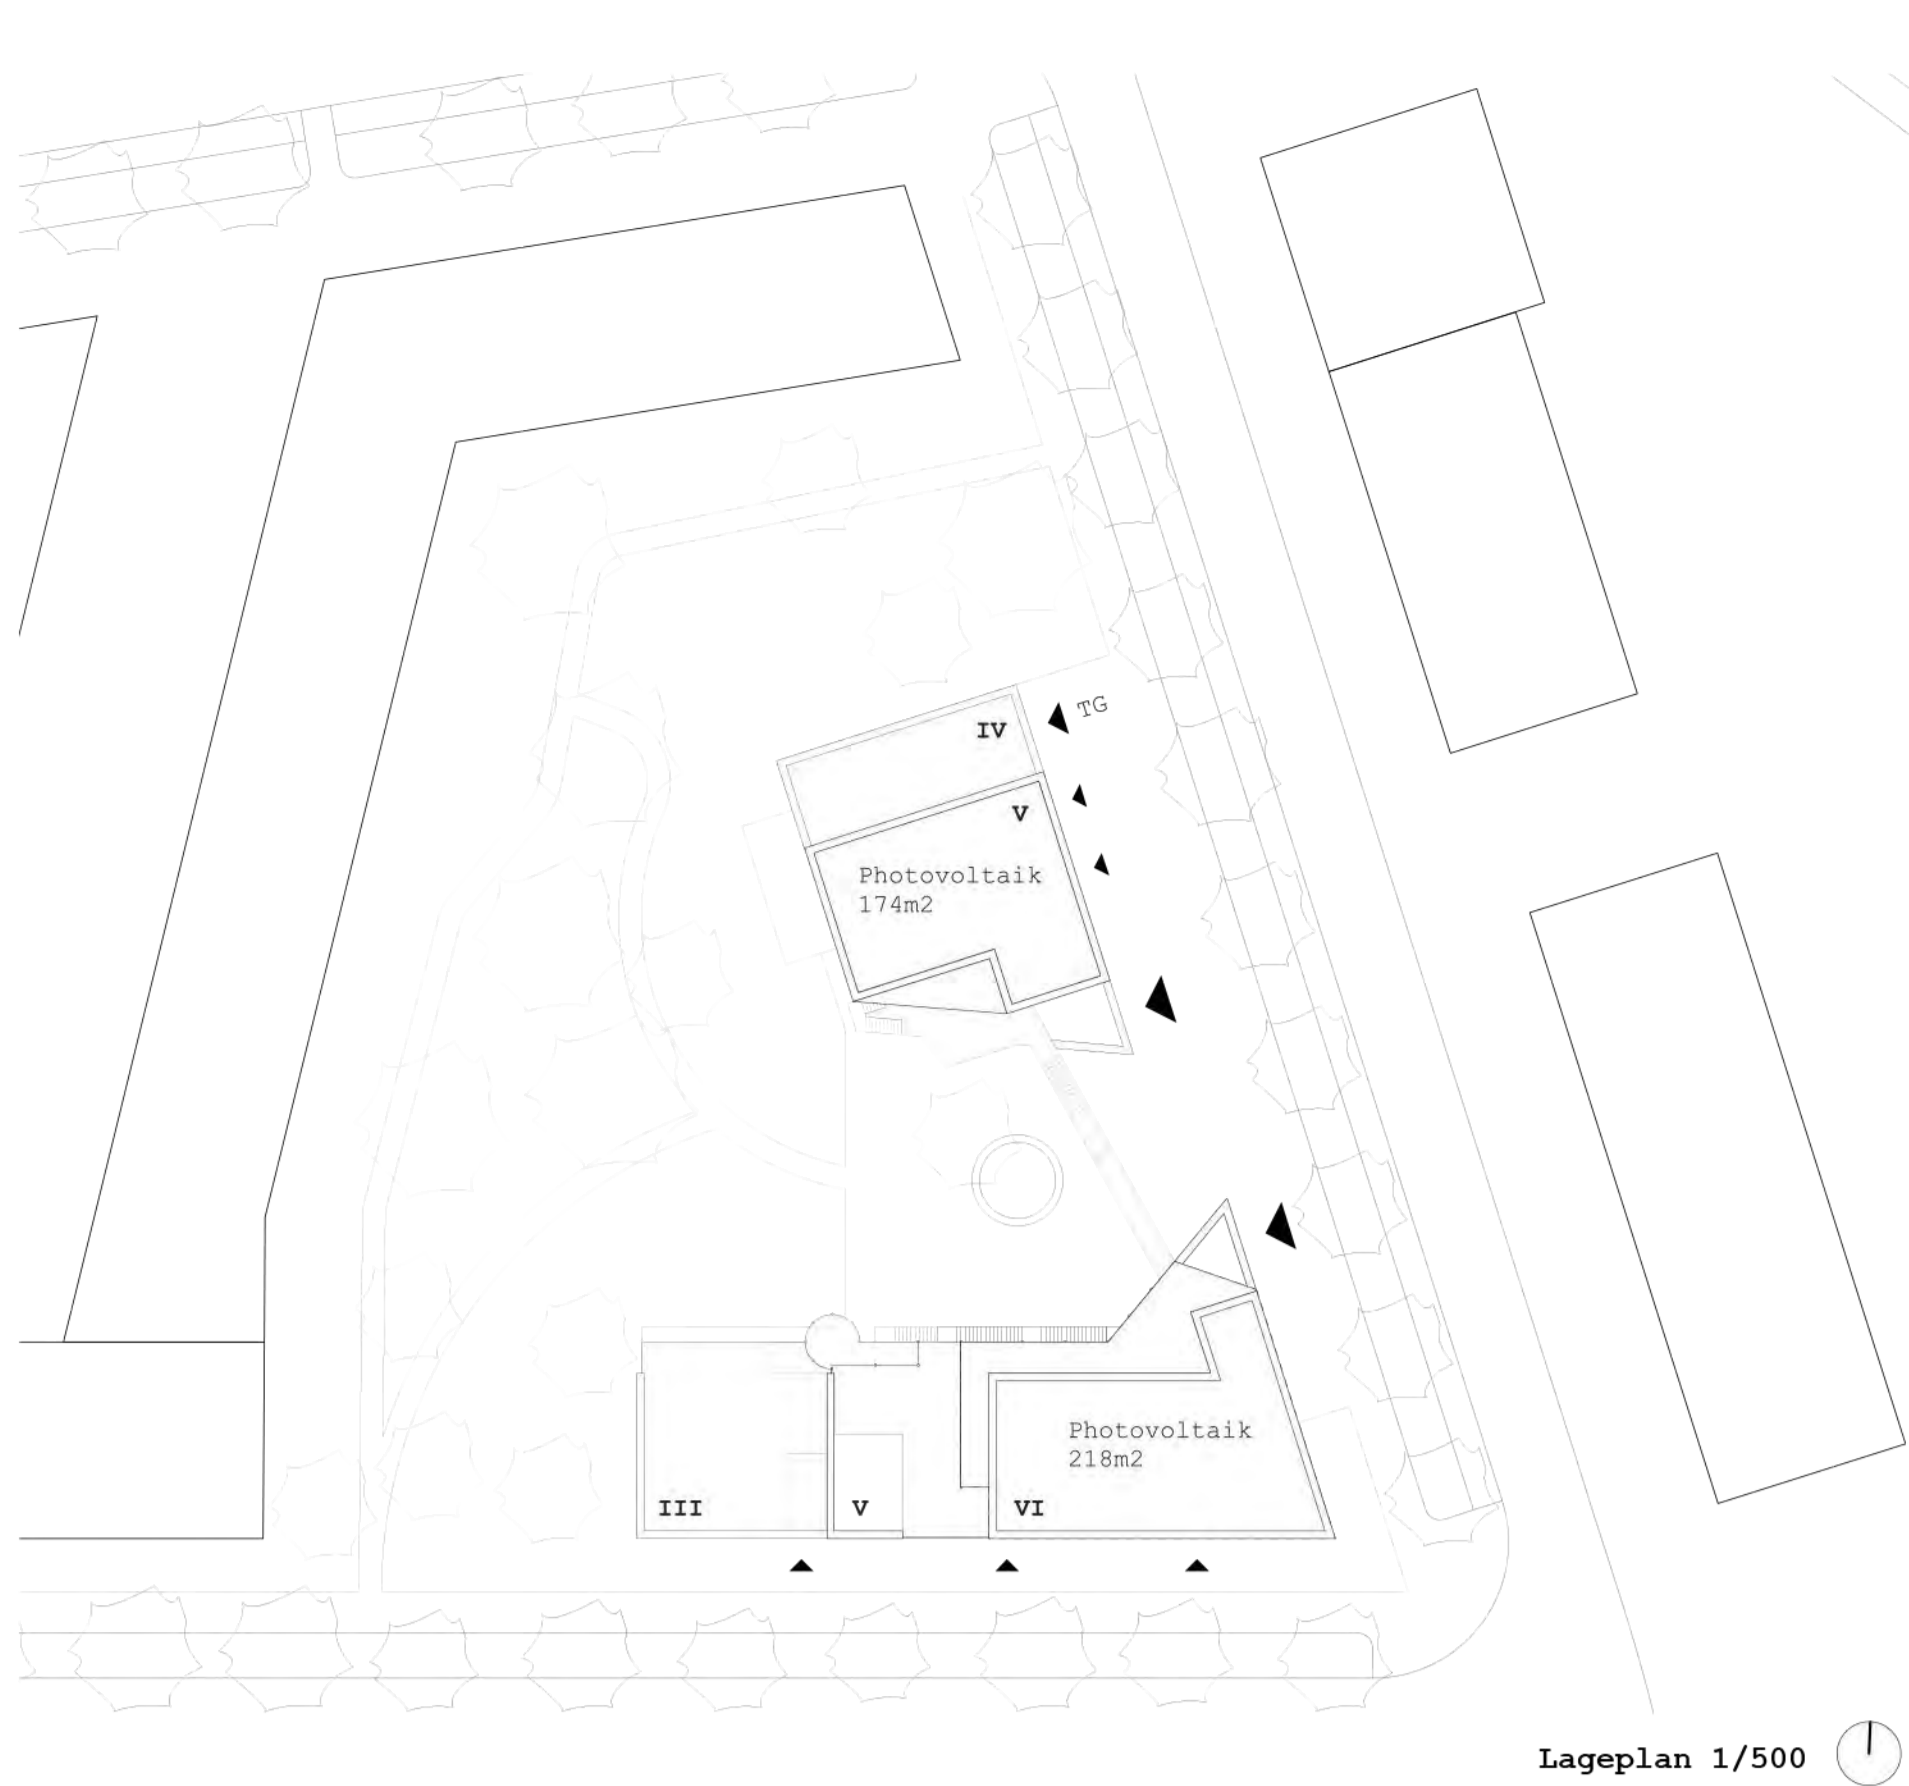 TG
IV
V
Photovoltaik
174m2
Photovoltaik
218m2
III
V
VI
Lageplan 1/500